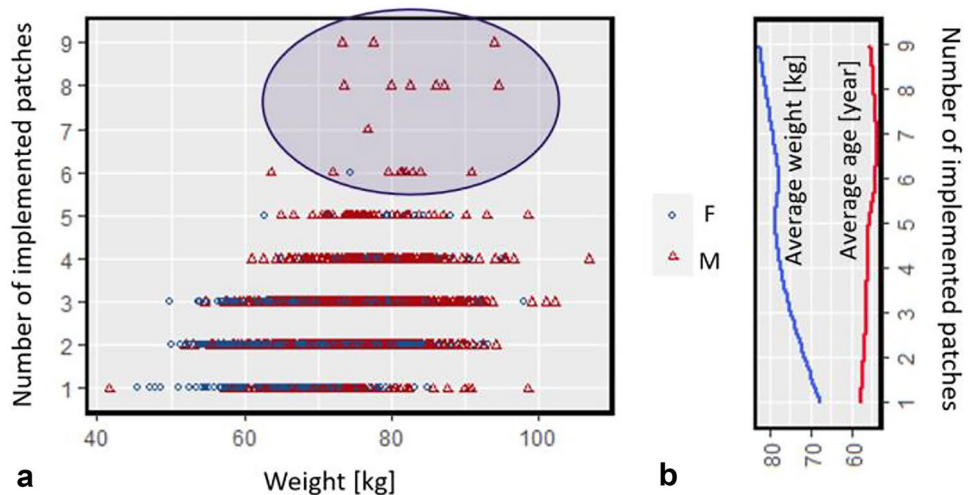 Number of implemented patches
9
8
7
6
5
4
3
2
1
40
60
80
100
Weight [kg]
a
F
M
Average weight [kg]
Average age [year]
9
8
7
6
5
4
3
2
1
Number of implemented patches
80
70
60
b